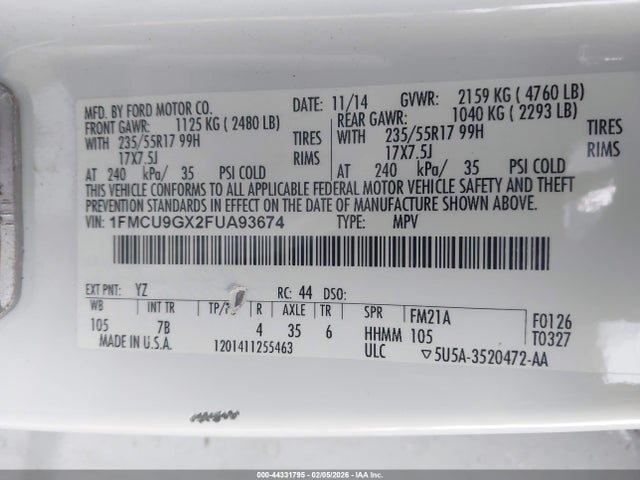 MFD. BY FORD MOTOR CO.
DATE: 11/14 GVWR: 2159 KG ( 4760 LB)
FRONT GAWR: 1125 KG ( 2480 LB) REAR GAWR: 1040 KG ( 2293 LB)
WITH 235/55R17 99H TIRES WITH 235/55R17 99H TIRES
17X7.5J RIMS 17X7.5J RIMS
AT 240 kPa/ 35 PSI COLD AT 240 kPa/ 35 PSI COLD
THIS VEHICLE CONFORMS TO ALL APPLICABLE FEDERAL MOTOR VEHICLE SAFETY AND THEFT
PREVENTION STANDARDS IN EFFECT ON THE DATE OF MANUFACTURE SHOWN ABOVE.
VIN: 1FMCU9GX2FUA93674 TYPE: MPV
EXT PNT: YZ RC: 44 DSO:
WB INT TR TP/ R AXLE TR SPR FM21A F0126
105 7B 4 35 6 HHMM 105 T0327
MADE IN U.S.A. 1201411255463 ULC ▽5U5A-3520472-AA
000-44331795 - 02/05/2026 - IAA Inc.